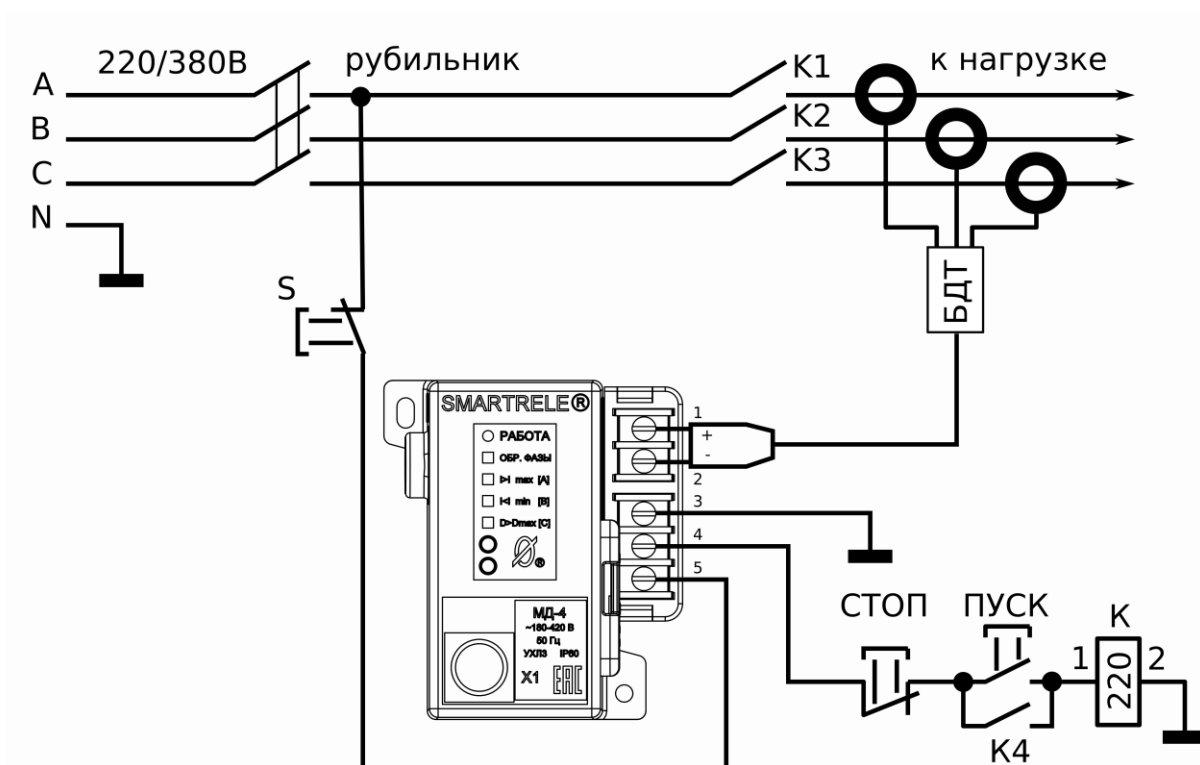 220/380В
рубильник
К1
к нагрузке
A
B
К2
C
К3
N
S
БДТ
SMARTRELE®
РАБОТА
ОБР. ФАЗЫ
max [A]
min [B]
D>Dmax [C]
®
1
+
-
2
3
4
5
МД-4
~180-420 В
50 Гц
УХЛ3 IP60
X1 EAC
СТОП
ПУСК
К
1
220
2
К4